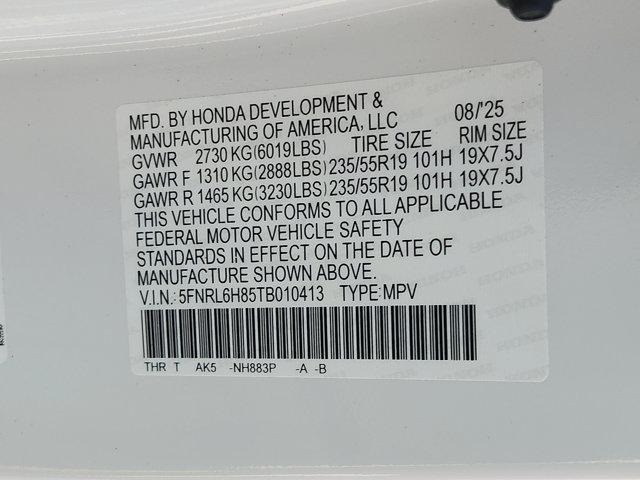 MFD. BY HONDA DEVELOPMENT & 08/'25
MANUFACTURING OF AMERICA, LLC
GVWR 2730 KG(6019LBS) TIRE SIZE RIM SIZE
GAWR F 1310 KG(2888LBS) 235/55R19 101H 19X7.5J
GAWR R 1465 KG(3230LBS) 235/55R19 101H 19X7.5J
THIS VEHICLE CONFORMS TO ALL APPLICABLE
FEDERAL MOTOR VEHICLE SAFETY
STANDARDS IN EFFECT ON THE DATE OF
MANUFACTURE SHOWN ABOVE.
V.I.N.: 5FNRL6H85TB010413 TYPE: MPV
THR T AK5 -NH883P -A -B